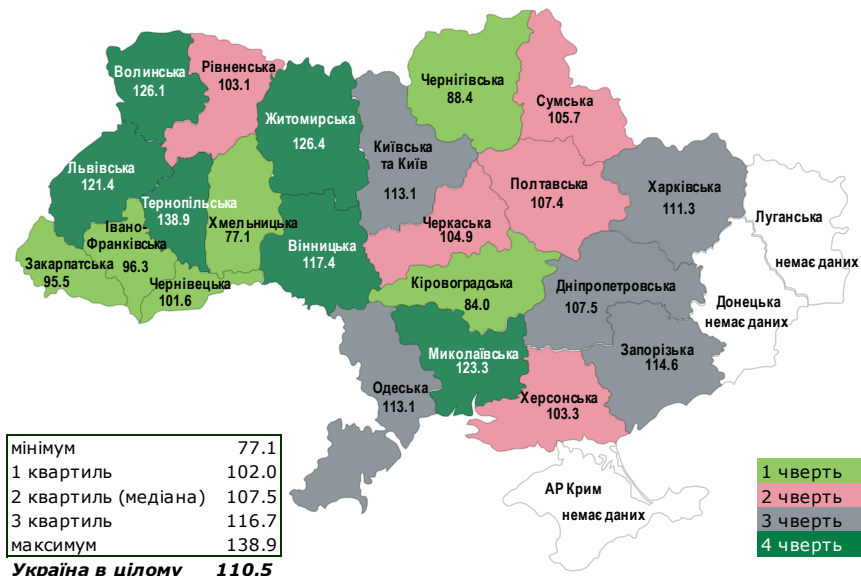 Волинська
126.1
Рівненська
103.1
Житомирська
126.4
Київська
та Київ
113.1
Чернігівська
88.4
Сумська
105.7
Львівська
121.4
Тернопільська
138.9
Хмельницька
77.1
Вінницька
117.4
Черкаська
104.9
Полтавська
107.4
Харківська
111.3
Луганська
немає даних
Івано-
Франківська
96.3
Закарпатська
95.5
Чернівецька
101.6
Кіровоградська
84.0
Дніпропетровська
107.5
Донецька
немає даних
Миколаївська
123.3
Запорізька
114.6
Одеська
113.1
Херсонська
103.3
АР Крим
немає даних
мінімум 77.1
1 квартиль 102.0
2 квартиль (медіана) 107.5
3 квартиль 116.7
максимум 138.9
Україна в цілому 110.5
1 чверть
2 чверть
3 чверть
4 чверть